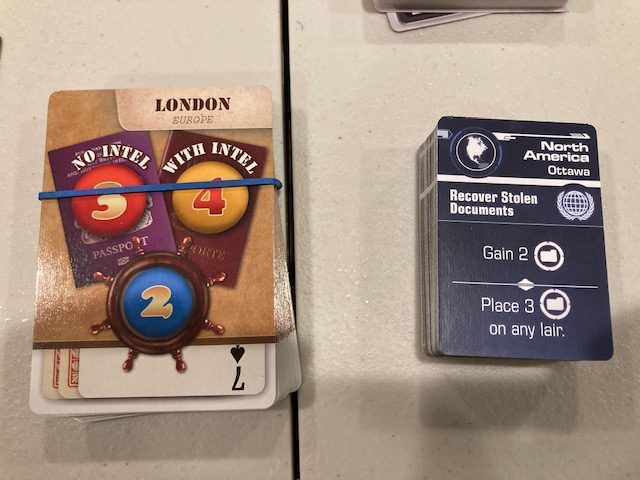 LONDON
EUROPE
NO INTEL
WITH INTEL
3
4
PASSPORT
2
7
North
America
Ottawa
Recover Stolen
Documents
Gain 2
Place 3
on any lair.